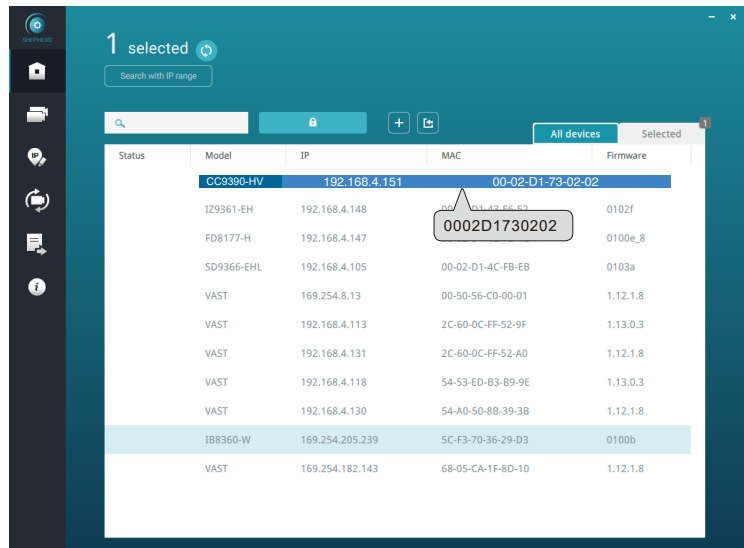 SHEPHERD
1 selected
Search with IP range
All devices Selected 1
Status Model IP MAC Firmware
CC9390-HV 192.168.4.151 00-02-D1-73-02-02
IZ9361-EH 192.168.4.148 0102f
0002D1730202
FD8177-H 192.168.4.147 0100e_8
SD9366-EHL 192.168.4.105 00-02-D1-4C-FB-EB 0103a
VAST 169.254.8.13 00-50-56-C0-00-01 1.12.1.8
VAST 192.168.4.113 2C-60-0C-FF-52-9F 1.13.0.3
VAST 192.168.4.131 2C-60-0C-FF-52-A0 1.12.1.8
VAST 192.168.4.118 54-53-ED-B3-B9-9E 1.13.0.3
VAST 192.168.4.130 54-A0-50-8B-39-3B 1.12.1.8
IB8360-W 169.254.205.239 5C-F3-70-36-29-D3 0100b
VAST 169.254.182.143 68-05-CA-1F-8D-10 1.12.1.8
IP